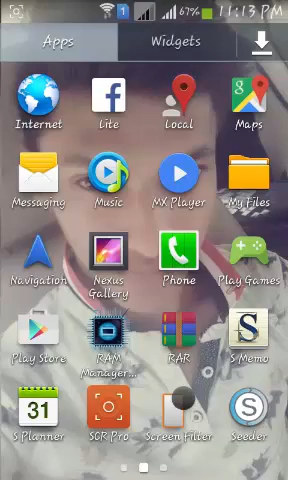 1 67% 11:13 PM
Apps Widgets
Internet Lite Local Maps
Messaging Music MX Player My Files
Navigation Nexus Gallery Phone Play Games
Play Store RAM Manager... RAR S Memo
31
S Planner SCR Pro Screen Filter Seeder